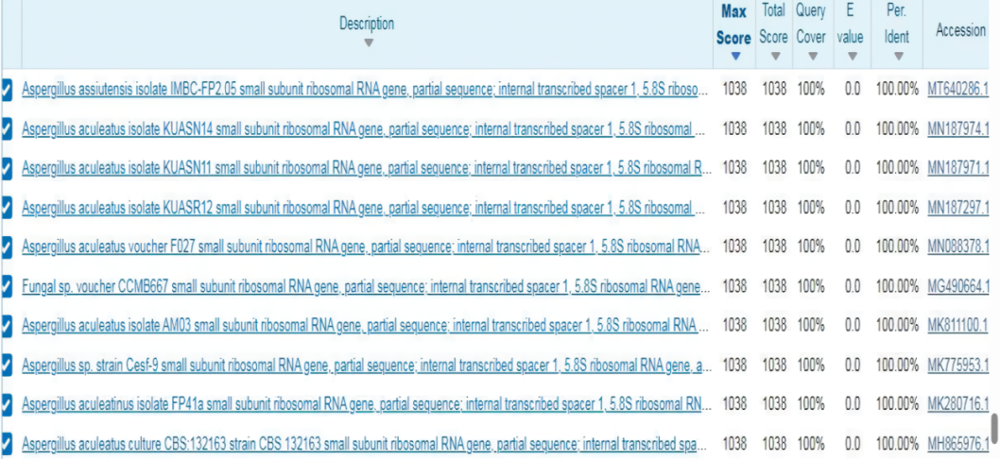 Description Max Score Total Score Query Cover E value Per. Ident Accession
Aspergillus assiutensis isolate IMBC-FP2.05 small subunit ribosomal RNA gene, partial sequence; internal transcribed spacer 1, 5.8S riboso... 1038 1038 100% 0.0 100.00% MT640286.1
Aspergillus aculeatus isolate KUASN14 small subunit ribosomal RNA gene, partial sequence; internal transcribed spacer 1, 5.8S ribosomal ... 1038 1038 100% 0.0 100.00% MN187974.1
Aspergillus aculeatus isolate KUASN11 small subunit ribosomal RNA gene, partial sequence; internal transcribed spacer 1, 5.8S ribosomal R... 1038 1038 100% 0.0 100.00% MN187971.1
Aspergillus aculeatus isolate KUASR12 small subunit ribosomal RNA gene, partial sequence; internal transcribed spacer 1, 5.8S ribosomal ... 1038 1038 100% 0.0 100.00% MN187297.1
Aspergillus aculeatus voucher F027 small subunit ribosomal RNA gene, partial sequence; internal transcribed spacer 1, 5.8S ribosomal RNA... 1038 1038 100% 0.0 100.00% MN088378.1
Fungal sp. voucher CCMB667 small subunit ribosomal RNA gene, partial sequence; internal transcribed spacer 1, 5.8S ribosomal RNA gene... 1038 1038 100% 0.0 100.00% MG490664.1
Aspergillus aculeatus isolate AM03 small subunit ribosomal RNA gene, partial sequence; internal transcribed spacer 1, 5.8S ribosomal RNA ... 1038 1038 100% 0.0 100.00% MK811100.1
Aspergillus sp. strain Cesf-9 small subunit ribosomal RNA gene, partial sequence; internal transcribed spacer 1, 5.8S ribosomal RNA gene, a... 1038 1038 100% 0.0 100.00% MK775953.1
Aspergillus aculeatinus isolate FP41a small subunit ribosomal RNA gene, partial sequence; internal transcribed spacer 1, 5.8S ribosomal RN... 1038 1038 100% 0.0 100.00% MK280716.1
Aspergillus aculeatus culture CBS:132163 strain CBS 132163 small subunit ribosomal RNA gene, partial sequence; internal transcribed spa... 1038 1038 100% 0.0 100.00% MH865976.1